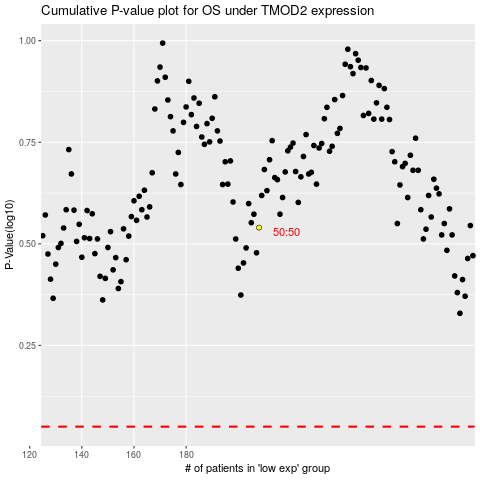 Cumulative P-value plot for OS under TMOD2 expression
P-Value(log10)
1.00
0.75
0.50
0.25
50:50
120 140 160 180
# of patients in 'low exp' group